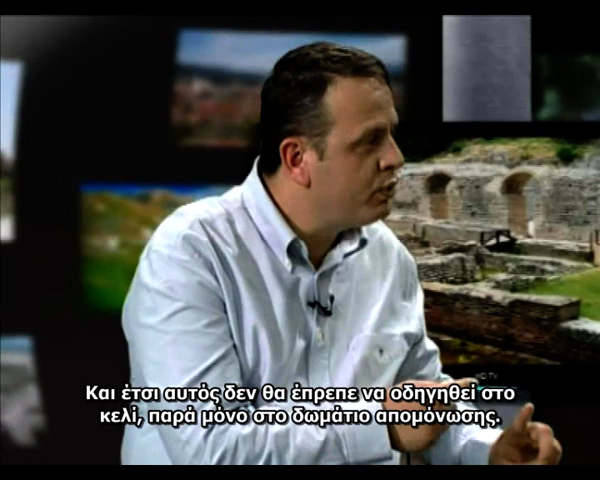 Και έτσι αυτός δεν θα έπρεπε να οδηγηθεί στο
κελί, παρά μόνο στο δωμάτιο απομόνωσης.